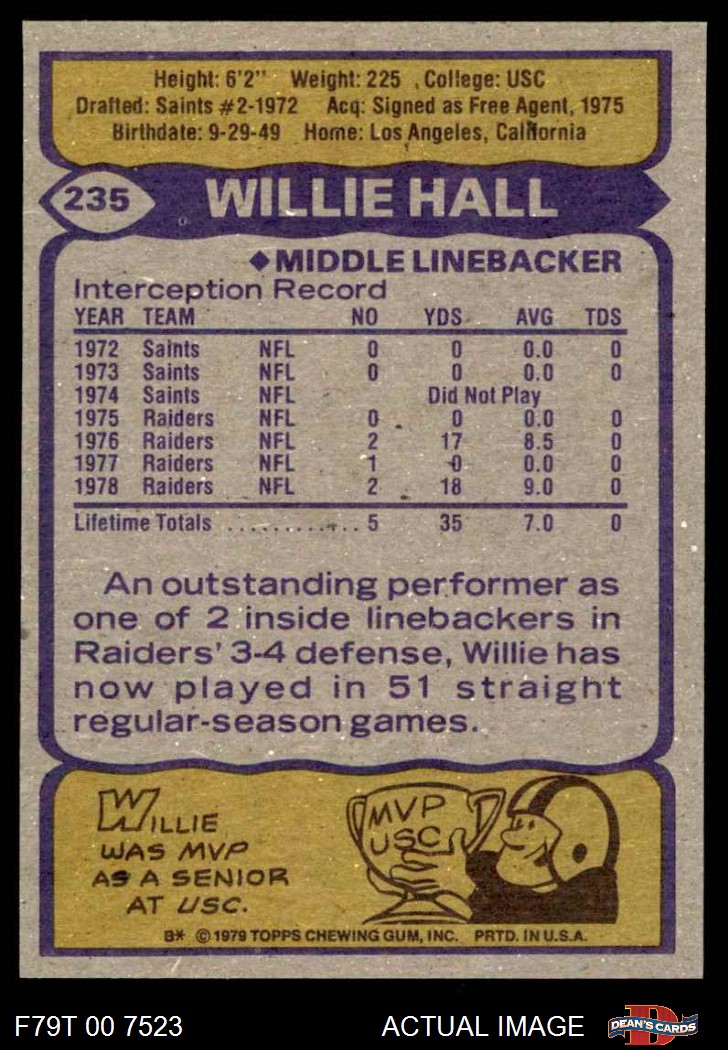 Height: 6'2" Weight: 225 College: USC
Drafted: Saints #2-1972 Acq: Signed as Free Agent, 1975
Birthdate: 9-29-49 Home: Los Angeles, California
235 WILLIE HALL
◆MIDDLE LINEBACKER
Interception Record
YEAR TEAM NO YDS AVG TDS
1972 Saints NFL 0 0 0.0 0
1973 Saints NFL 0 0 0.0 0
1974 Saints NFL Did Not Play
1975 Raiders NFL 0 0 0.0 0
1976 Raiders NFL 2 17 8.5 0
1977 Raiders NFL 1 0 0.0 0
1978 Raiders NFL 2 18 9.0 0
Lifetime Totals ............ 5 35 7.0 0
An outstanding performer as
one of 2 inside linebackers in
Raiders' 3-4 defense, Willie has
now played in 51 straight
regular-season games.
WILLIE
WAS MVP
AS A SENIOR
AT USC.
MVP
USC
B* © 1979 TOPPS CHEWING GUM, INC. PRTD. IN U.S.A.
F79T 00 7523 ACTUAL IMAGE D DEAN'S CARDS